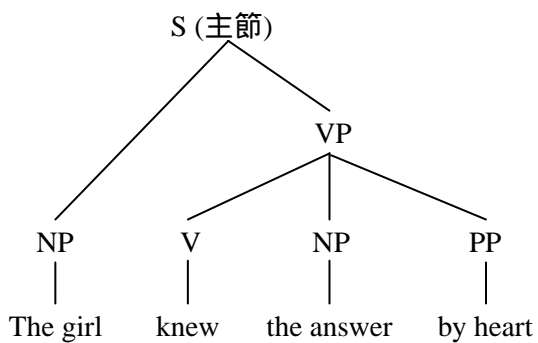 S (主節)
VP
NP V NP PP
The girl knew the answer by heart